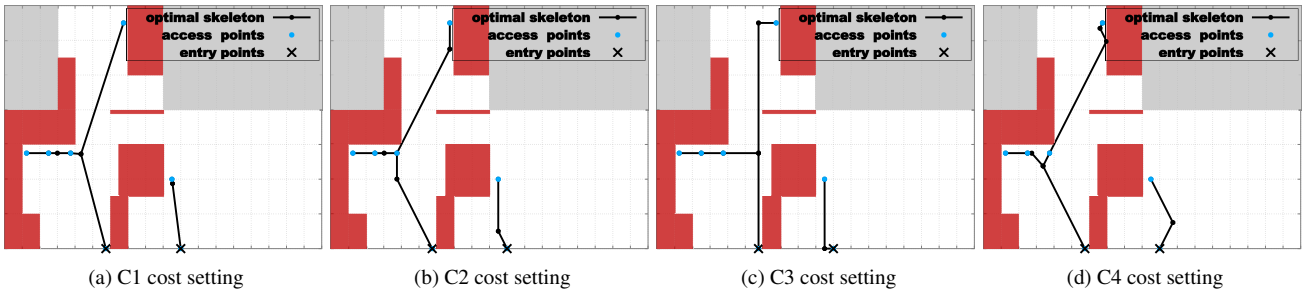 optimal skeleton
access points
entry points
optimal skeleton
access points
entry points
optimal skeleton
access points
entry points
optimal skeleton
access points
entry points
(a) C1 cost setting
(b) C2 cost setting
(c) C3 cost setting
(d) C4 cost setting